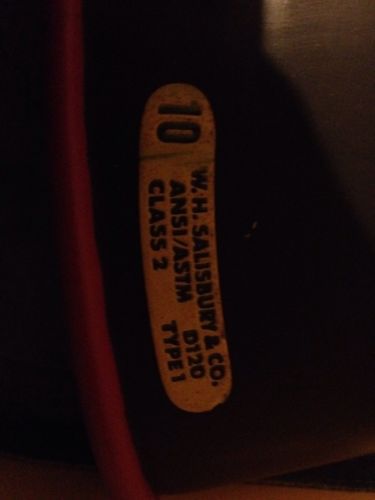 10
W.H. SALISBURY & CO.
ANSI/ASTM D120
CLASS 2 TYPE 1